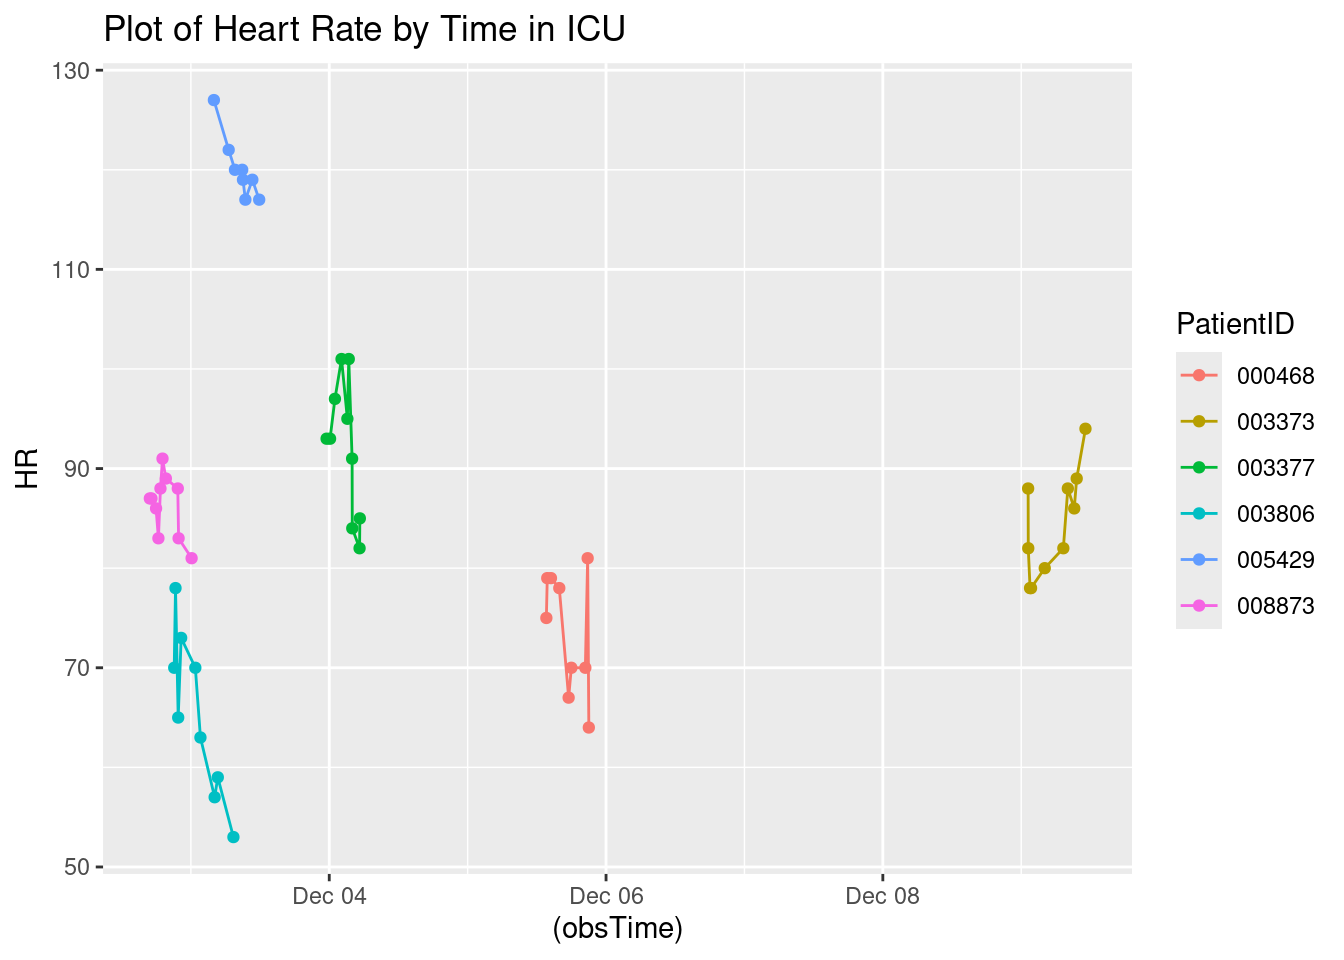 Plot of Heart Rate by Time in ICU
130
110
90
70
50
HR
Dec 04
Dec 06
Dec 08
(obsTime)
PatientID
000468
003373
003377
003806
005429
008873